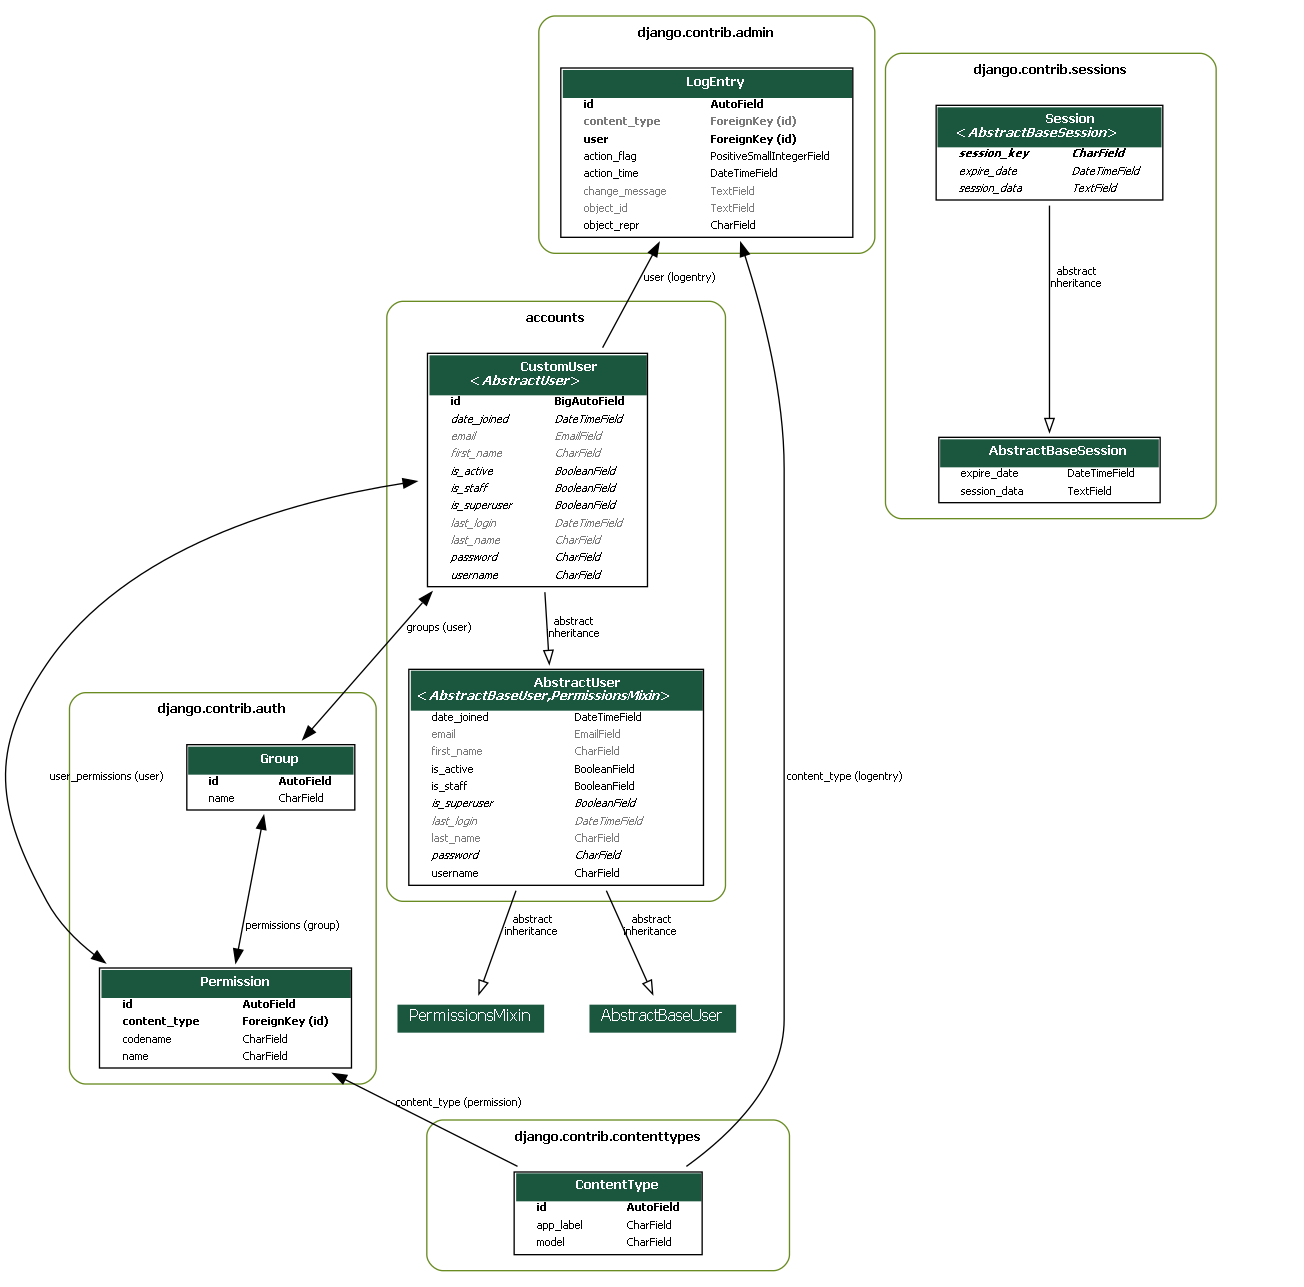 django.contrib.admin
LogEntry
id AutoField
content_type ForeignKey (id)
user ForeignKey (id)
action_flag PositiveSmallIntegerField
action_time DateTimeField
change_message TextField
object_id TextField
object_repr CharField
django.contrib.sessions
Session
<AbstractBaseSession>
session_key CharField
expire_date DateTimeField
session_data TextField
abstract
inheritance
AbstractBaseSession
expire_date DateTimeField
session_data TextField
user (logentry)
accounts
CustomUser
<AbstractUser>
id BigAutoField
date_joined DateTimeField
email EmailField
first_name CharField
is_active BooleanField
is_staff BooleanField
is_superuser BooleanField
last_login DateTimeField
last_name CharField
password CharField
username CharField
groups (user)
abstract
inheritance
AbstractUser
<AbstractBaseUser,PermissionsMixin>
date_joined DateTimeField
email EmailField
first_name CharField
is_active BooleanField
is_staff BooleanField
is_superuser BooleanField
last_login DateTimeField
last_name CharField
password CharField
username CharField
django.contrib.auth
Group
id AutoField
name CharField
user_permissions (user)
content_type (logentry)
permissions (group)
abstract
inheritance
abstract
inheritance
Permission
id AutoField
content_type ForeignKey (id)
codename CharField
name CharField
PermissionsMixin
AbstractBaseUser
content_type (permission)
django.contrib.contenttypes
ContentType
id AutoField
app_label CharField
model CharField